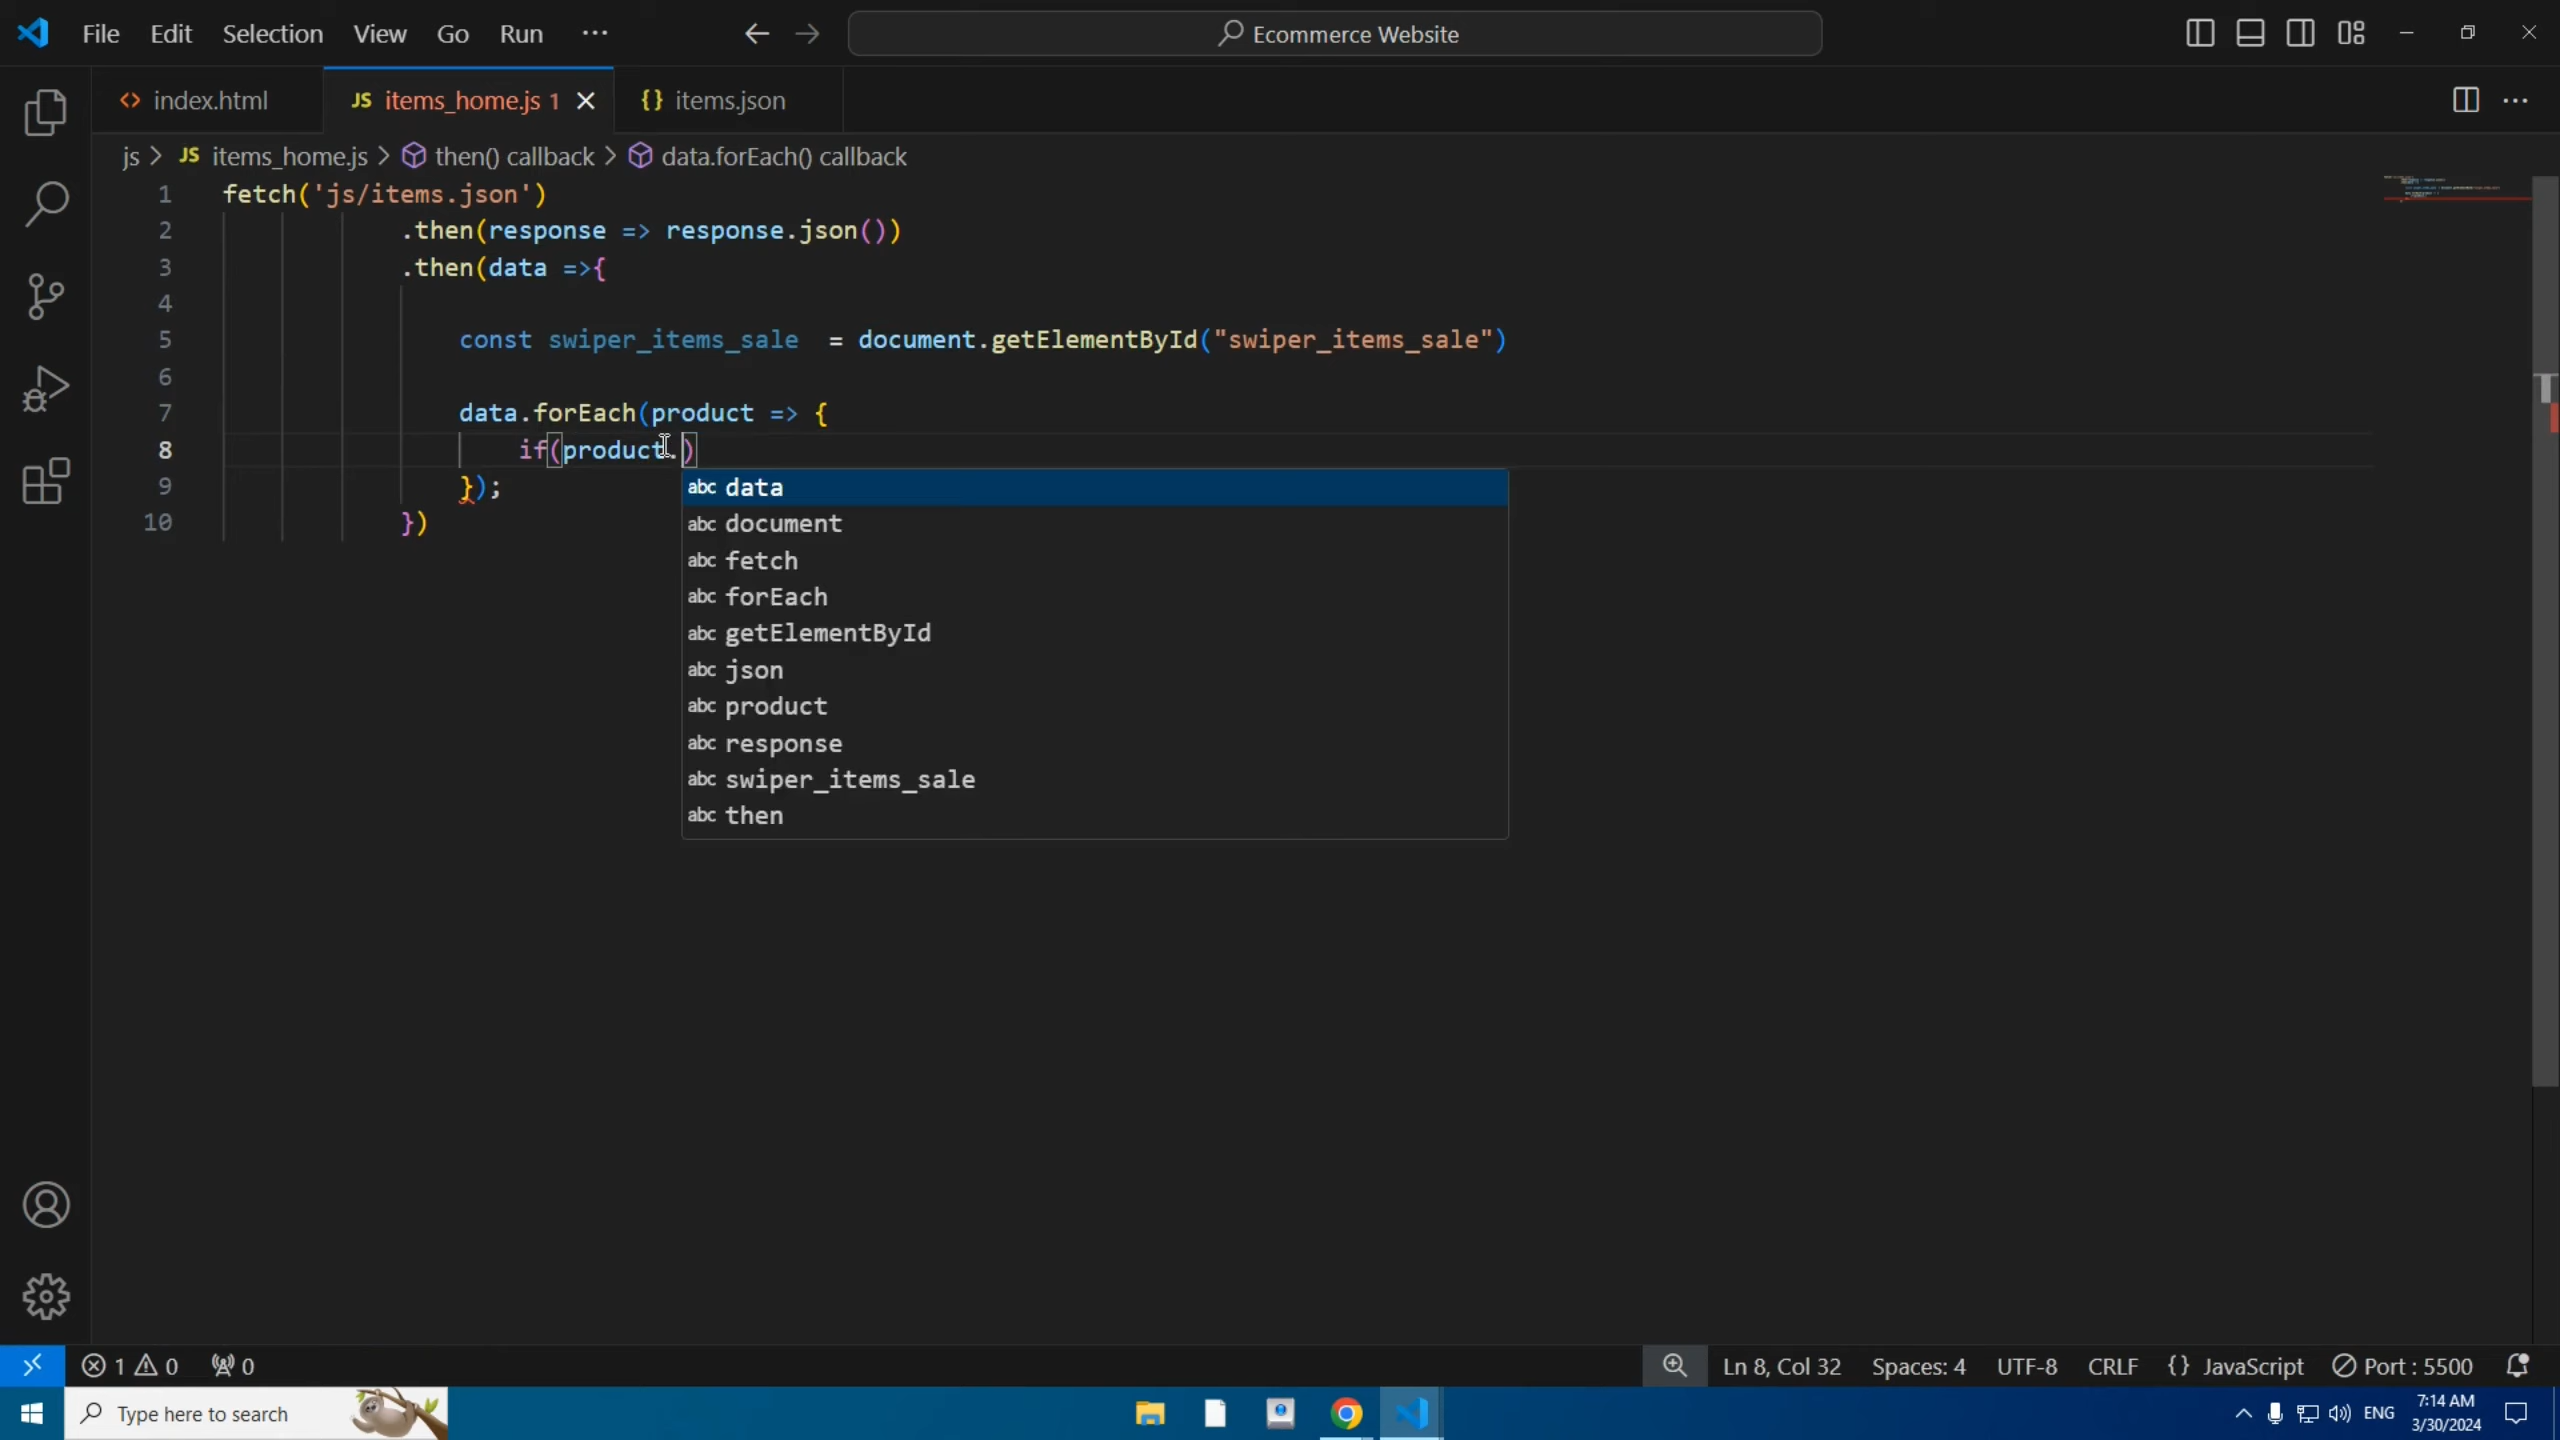 File Edit Selection View Go Run ··· Ecommerce Website
index.html JS items_home.js 1 {} items.json
js > JS items_home.js > then() callback > data.forEach() callback
1 fetch('js/items.json')
2 .then(response => response.json())
3 .then(data =>{
4
5 const swiper_items_sale = document.getElementById("swiper_items_sale")
6
7 data.forEach(product => {
8 if(product.)
9 });
10 })
abc data
abc document
abc fetch
abc forEach
abc getElementById
abc json
abc product
abc response
abc swiper_items_sale
abc then
1 0 0 Ln 8, Col 32 Spaces: 4 UTF-8 CRLF {} JavaScript Port : 5500
Type here to search ENG 7:14 AM
3/30/2024